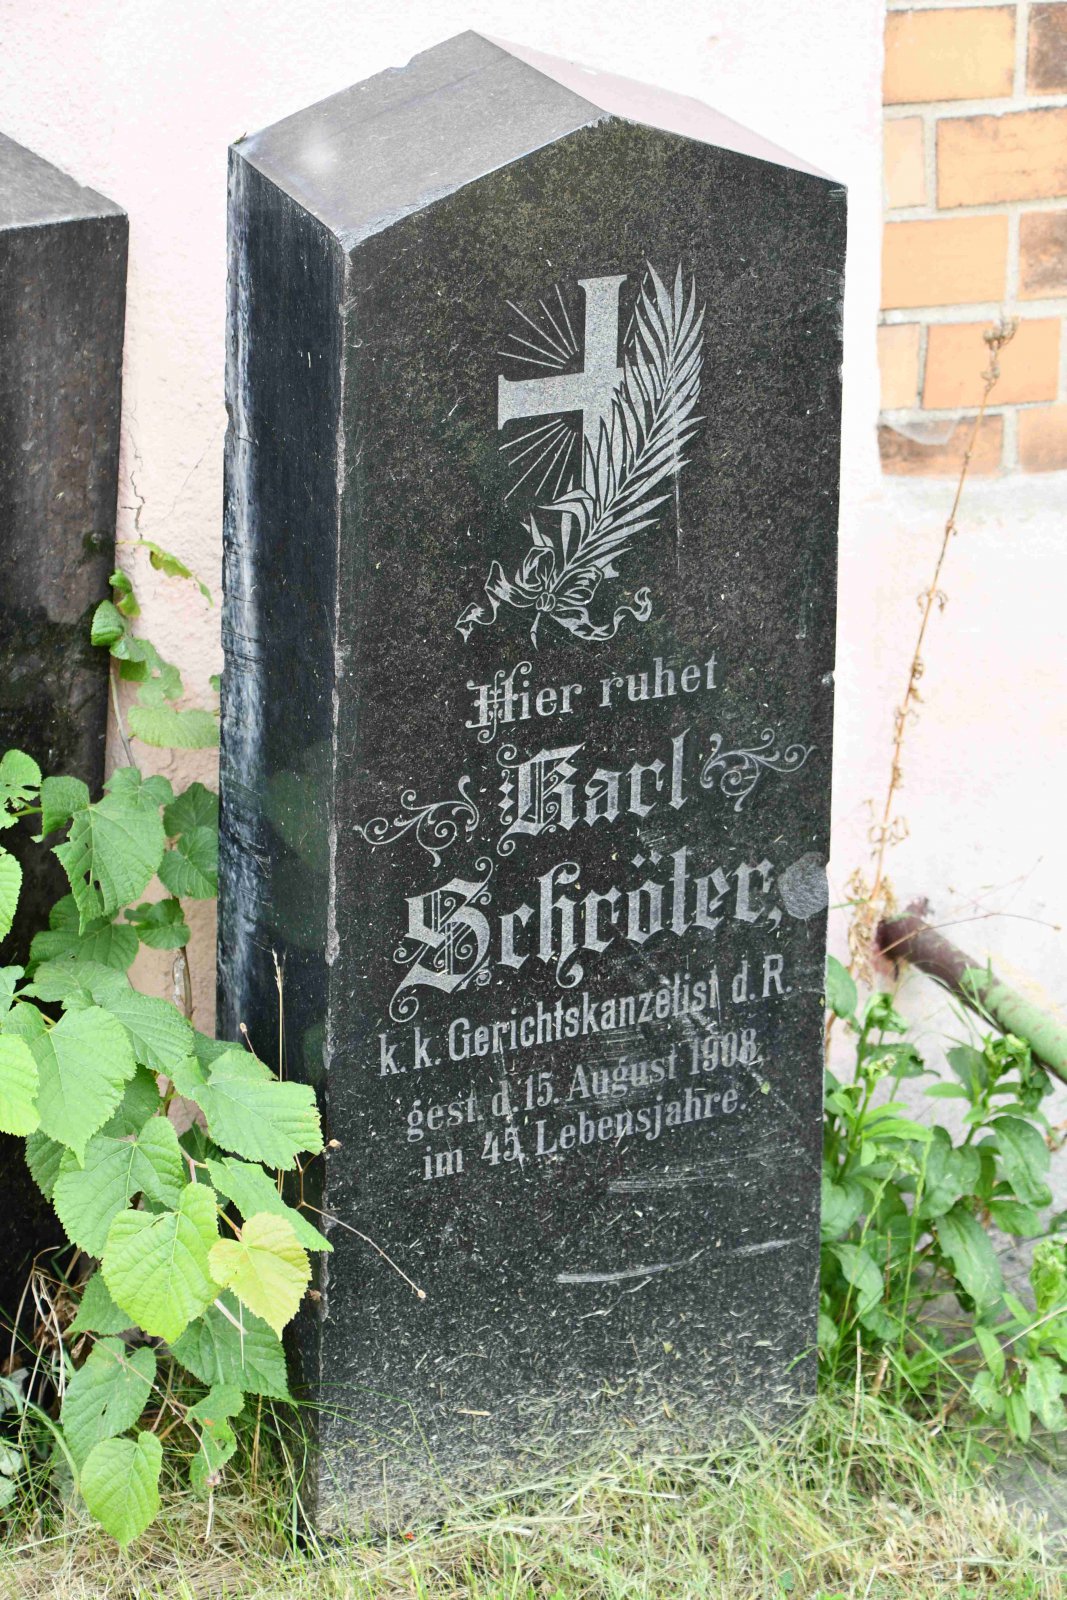 Hier ruhet
Karl
Schröter,
k. k. Gerichtskanzelist d. R.
gest. d. 15. August 1908
im 45. Lebensjahre.